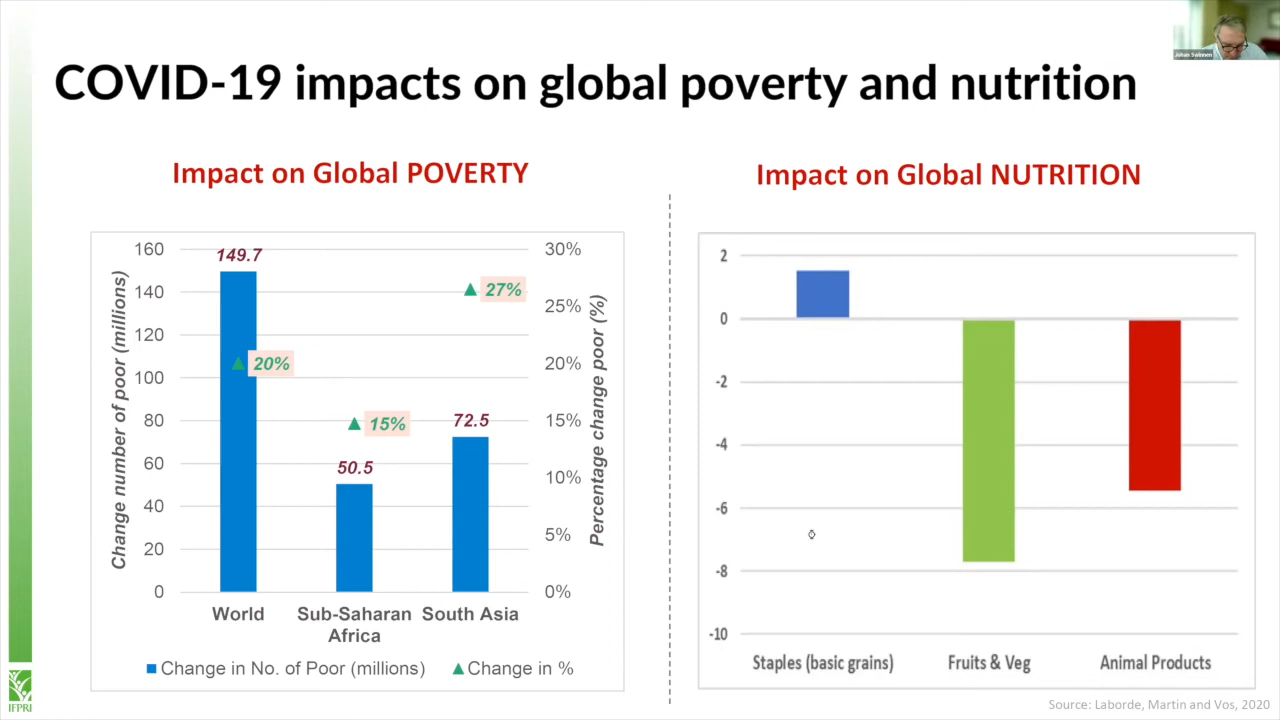 Johan Swinnen
COVID-19 impacts on global poverty and nutrition
Impact on Global POVERTY
Impact on Global NUTRITION
Change number of poor (millions)
160
140
120
100
80
60
40
20
0
149.7
20%
50.5
15%
72.5
27%
30%
25%
20%
15%
10%
5%
0%
Percentage change poor (%)
World
Sub-Saharan
Africa
South Asia
Change in No. of Poor (millions)
Change in %
2
0
-2
-4
-6
-8
-10
Staples (basic grains)
Fruits & Veg
Animal Products
IFPRI
Source: Laborde, Martin and Vos, 2020